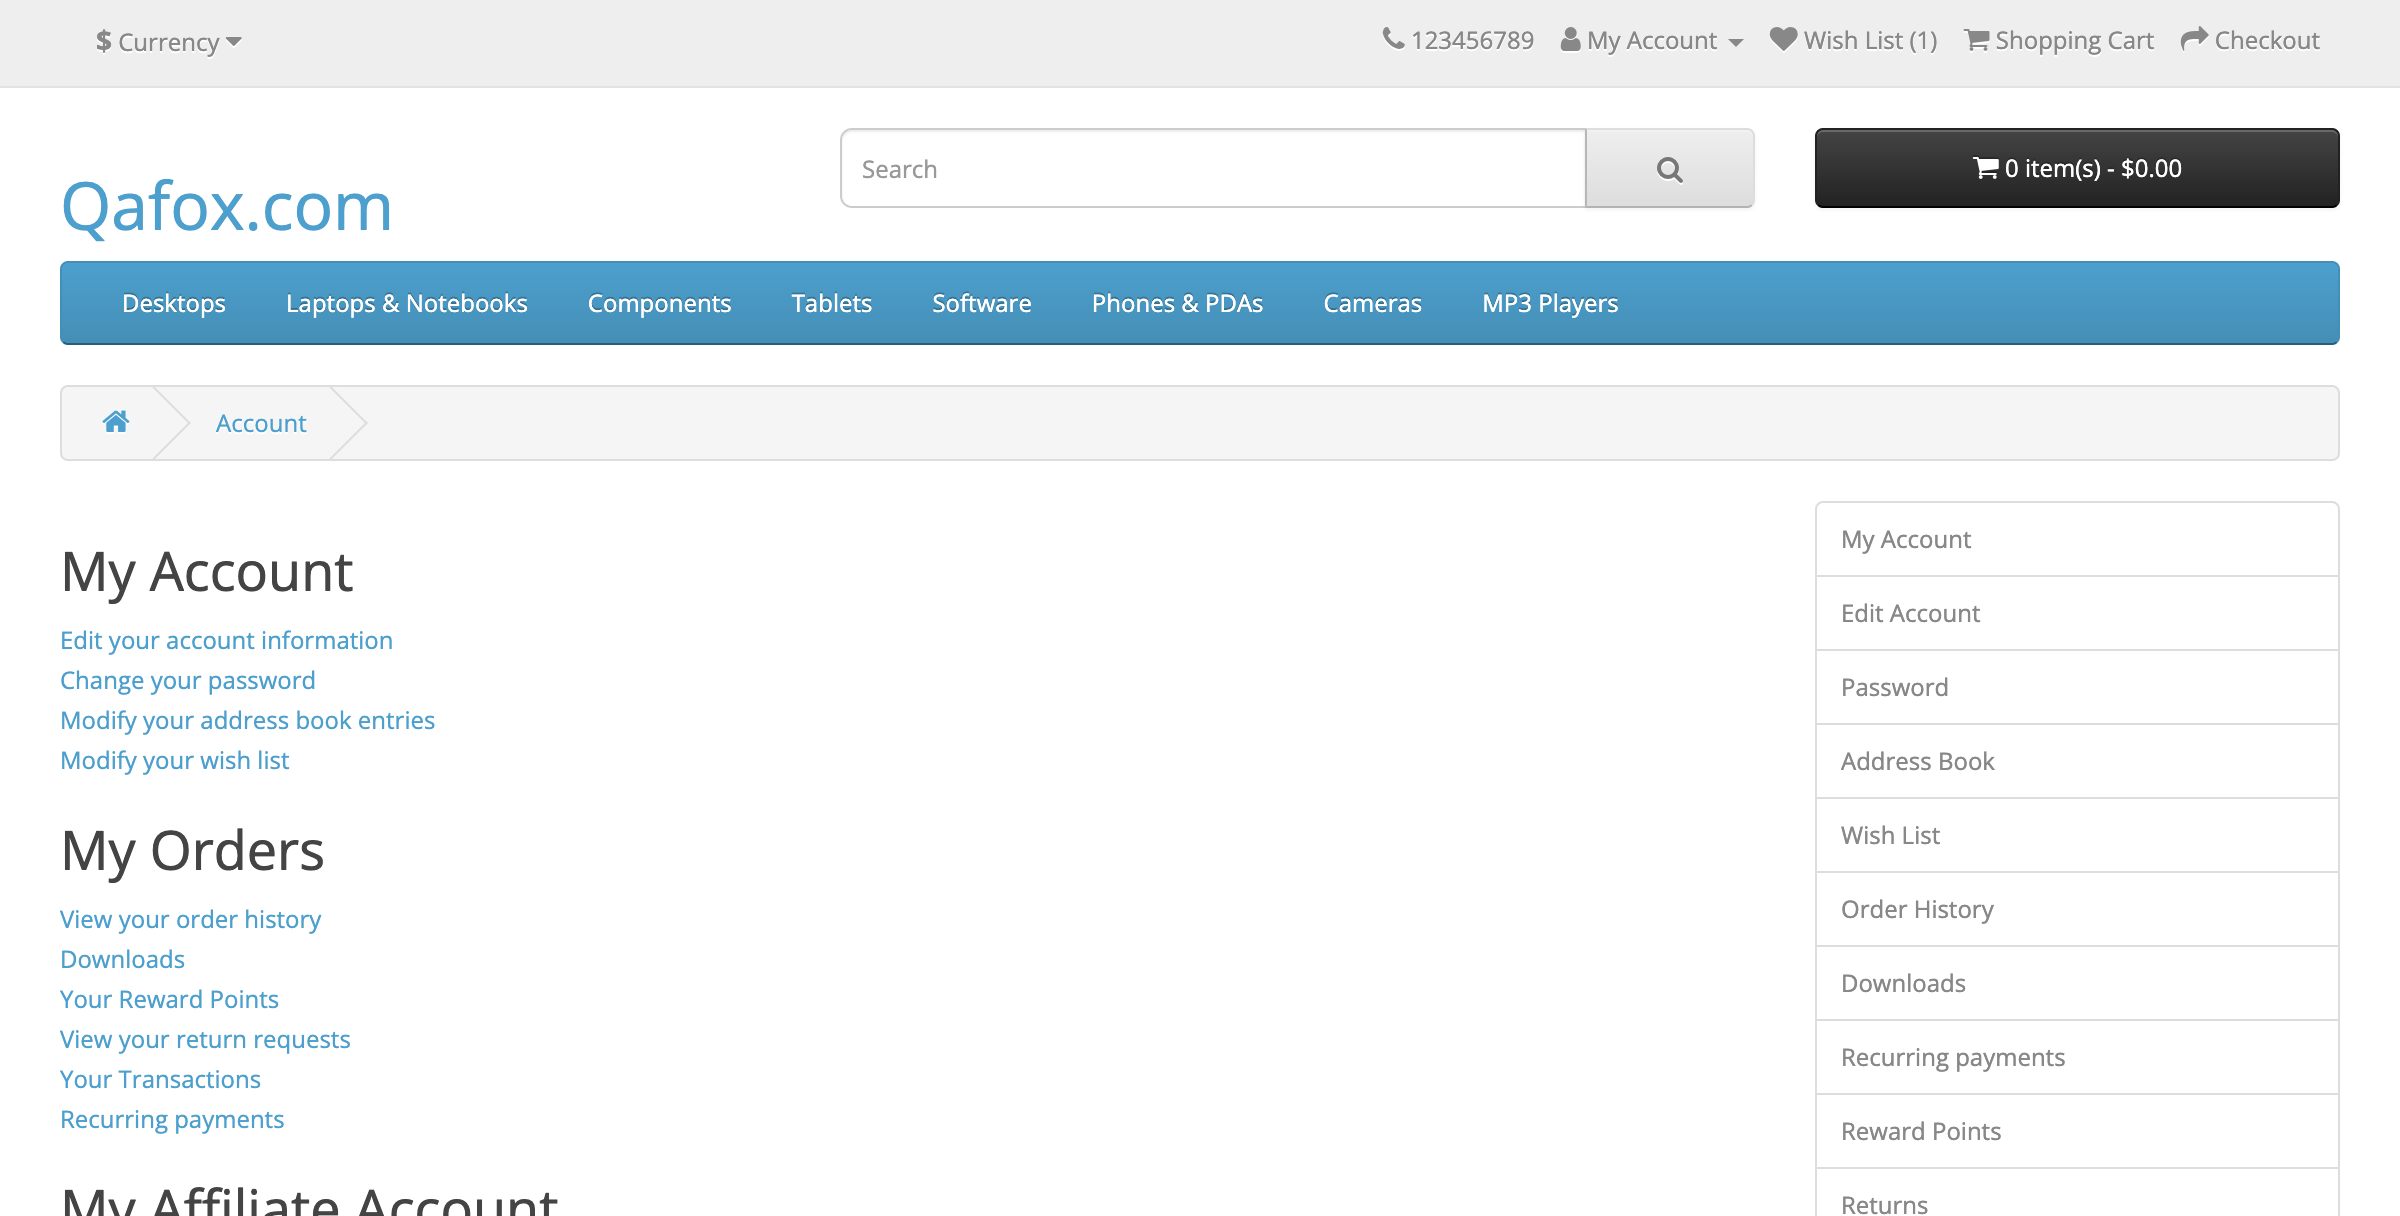 $ Currency
123456789 My Account Wish List (1) Shopping Cart Checkout
Qafox.com
Search
0 item(s) - $0.00
Desktops Laptops & Notebooks Components Tablets Software Phones & PDAs Cameras MP3 Players
Account
My Account
Edit your account information
Change your password
Modify your address book entries
Modify your wish list
My Orders
View your order history
Downloads
Your Reward Points
View your return requests
Your Transactions
Recurring payments
My Affiliate Account
My Account
Edit Account
Password
Address Book
Wish List
Order History
Downloads
Recurring payments
Reward Points
Returns